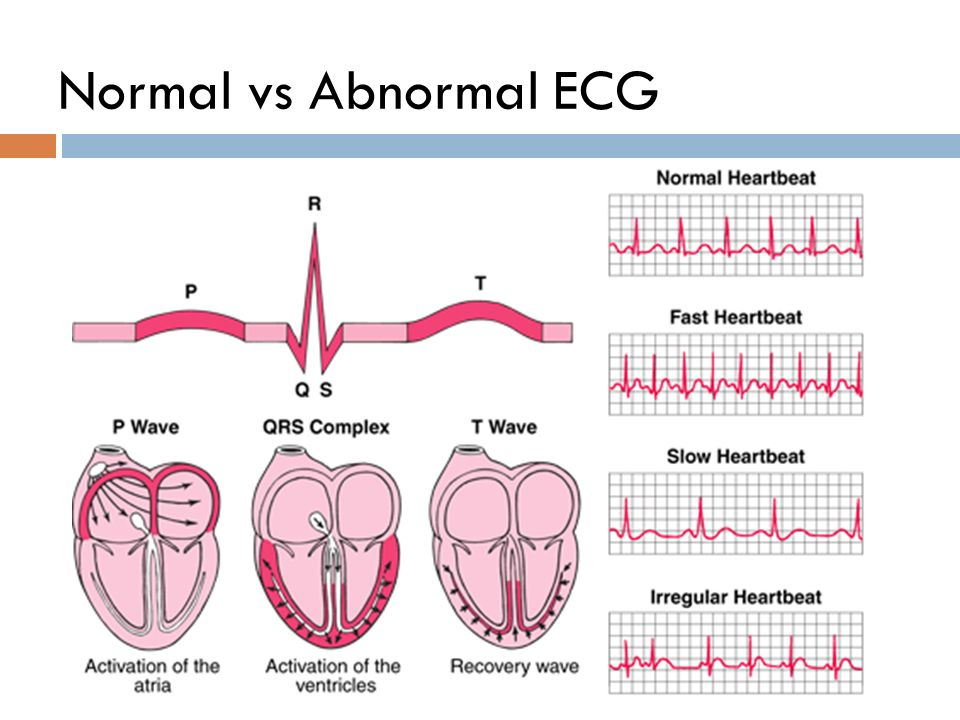 Normal vs Abnormal ECG
R
P
T
Q S
P Wave
QRS Complex
T Wave
Activation of the
atria
Activation of the
ventricles
Recovery wave
Normal Heartbeat
Fast Heartbeat
Slow Heartbeat
Irregular Heartbeat